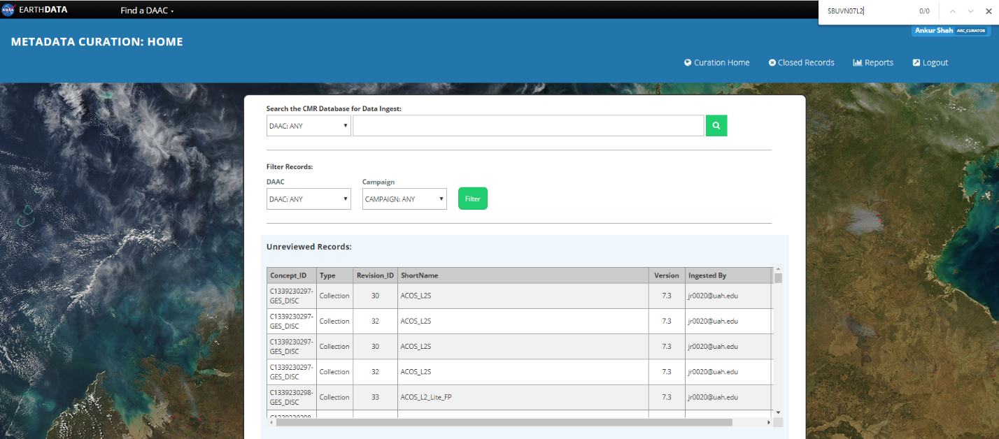 NASA EARTHDATA Find a DAAC SBUVN07L2 0/0
Ankur Shah ARC_CURATOR
METADATA CURATION: HOME
Curation Home Closed Records Reports Logout
Search the CMR Database for Data Ingest:
DAAC: ANY
Filter Records:
DAAC Campaign
DAAC: ANY CAMPAIGN: ANY Filter
Unreviewed Records:
Concept_ID Type Revision_ID ShortName Version Ingested By
C1339230297-
GES_DISC Collection 30 ACOS_L2S 7.3 jr0020@uah.edu
C1339230297-
GES_DISC Collection 32 ACOS_L2S 7.3 jr0020@uah.edu
C1339230297-
GES_DISC Collection 30 ACOS_L2S 7.3 jr0020@uah.edu
C1339230297-
GES_DISC Collection 32 ACOS_L2S 7.3 jr0020@uah.edu
C1339230298-
GES_DISC Collection 33 ACOS_L2_Lite_FP 7.3 jr0020@uah.edu